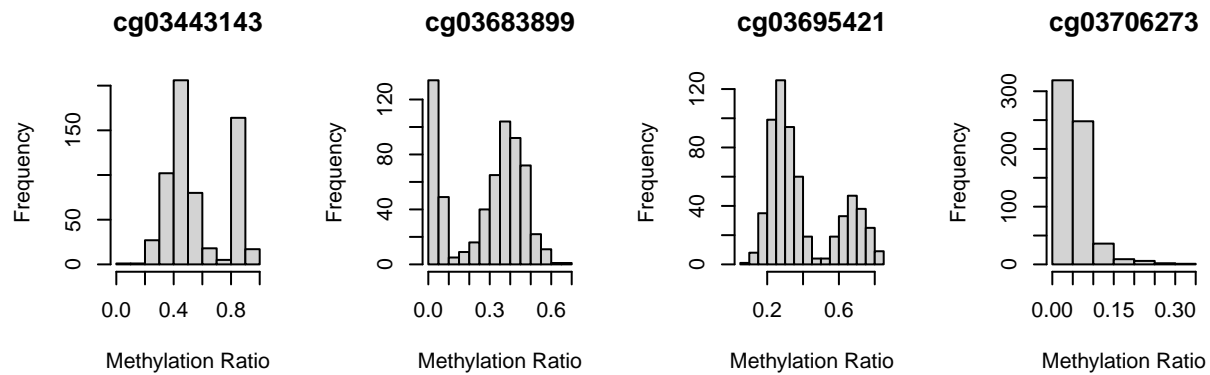 cg03443143
Frequency
0 50 150
0.0 0.4 0.8
Methylation Ratio
cg03683899
Frequency
0 40 80 120
0.0 0.3 0.6
Methylation Ratio
cg03695421
Frequency
0 40 80 120
0.2 0.6
Methylation Ratio
cg03706273
Frequency
0 100 200 300
0.00 0.15 0.30
Methylation Ratio